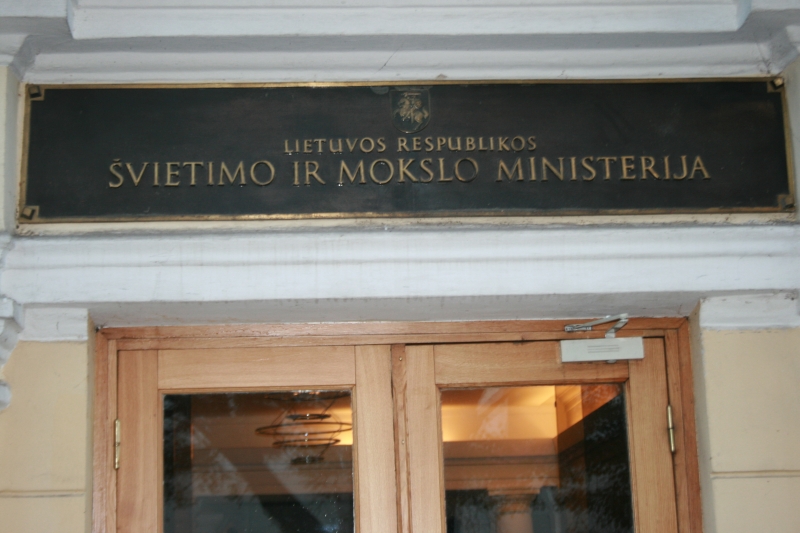 LIETUVOS RESPUBLIKOS
ŠVIETIMO IR MOKSLO MINISTERIJA